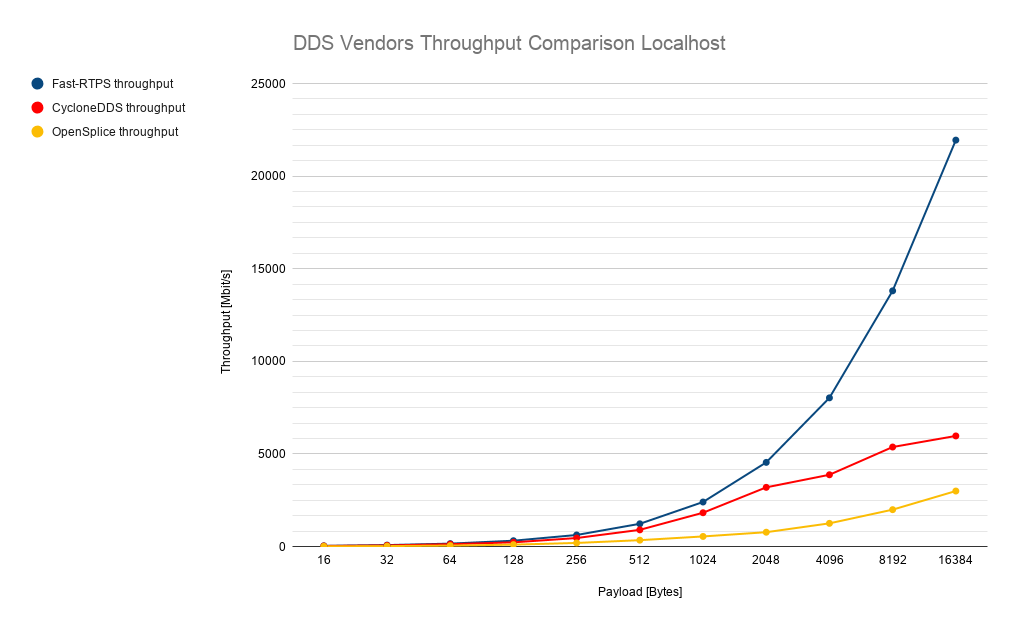 DDS Vendors Throughput Comparison Localhost
Fast-RTPS throughput
CycloneDDS throughput
OpenSplice throughput
Throughput [Mbit/s]
25000
20000
15000
10000
5000
0
16 32 64 128 256 512 1024 2048 4096 8192 16384
Payload [Bytes]